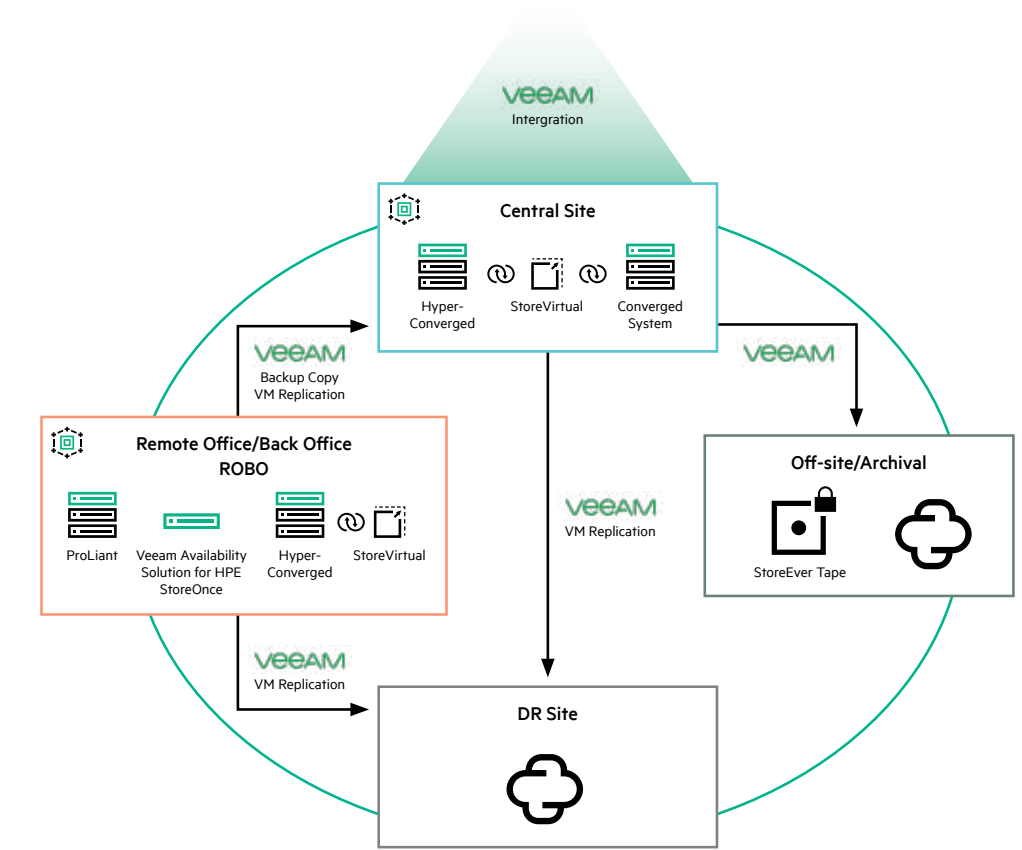 veeAM
Intergration
Central Site
Hyper-
Converged
StoreVirtual
Converged
System
veeAM
Backup Copy
VM Replication
veeAM
Remote Office/Back Office
ROBO
ProLiant
Veeam Availability
Solution for HPE
StoreOnce
Hyper-
Converged
StoreVirtual
veeAM
VM Replication
Off-site/Archival
StoreEver Tape
veeAM
VM Replication
DR Site